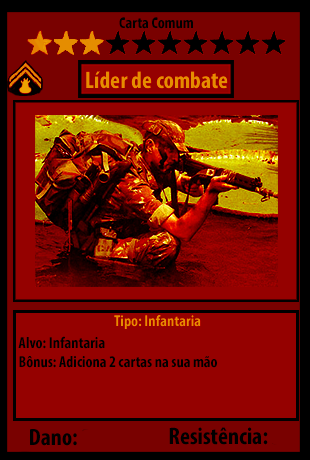 Carta Comum
Líder de combate
Tipo: Infantaria
Alvo: Infantaria
Bônus: Adiciona 2 cartas na sua mão
Dano: Resistência: